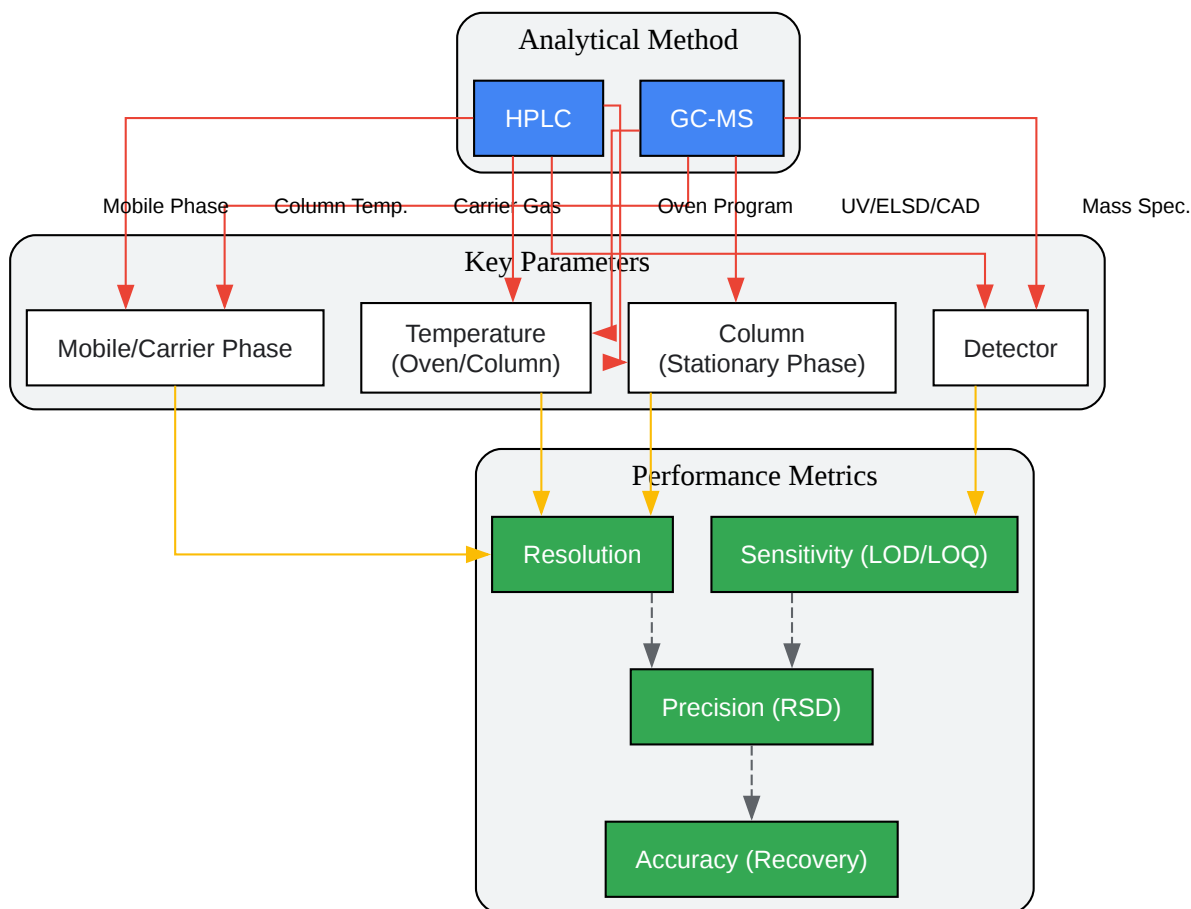 Analytical Method
HPLC
GC-MS
Mobile Phase
Column Temp.
Carrier Gas
Oven Program
UV/ELSD/CAD
Mass Spec.
Key Parameters
Mobile/Carrier Phase
Temperature
(Oven/Column)
Column
(Stationary Phase)
Detector
Performance Metrics
Resolution
Sensitivity (LOD/LOQ)
Precision (RSD)
Accuracy (Recovery)